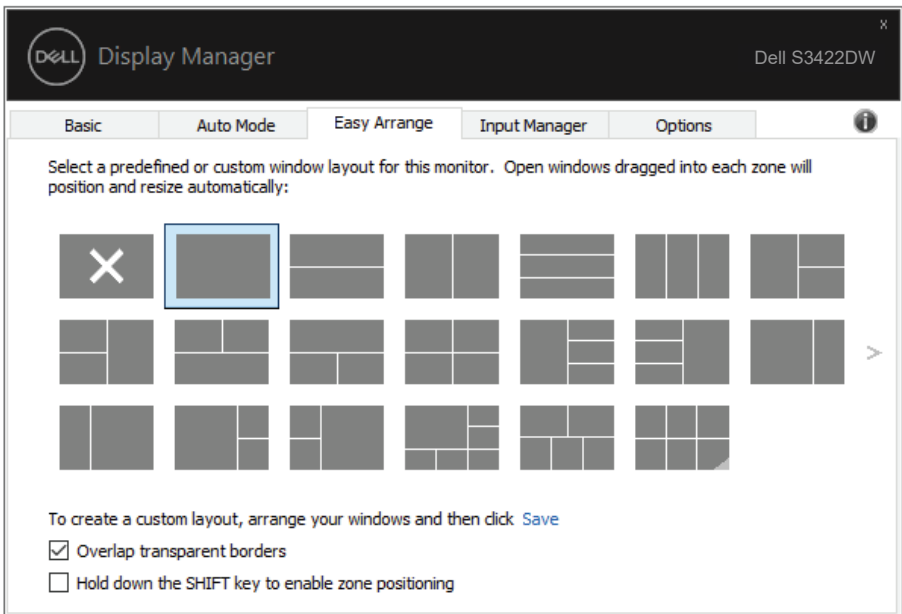 x
DELL Display Manager
Dell S3422DW
Basic Auto Mode Easy Arrange Input Manager Options
Select a predefined or custom window layout for this monitor. Open windows dragged into each zone will
position and resize automatically:
To create a custom layout, arrange your windows and then click Save
Overlap transparent borders
Hold down the SHIFT key to enable zone positioning